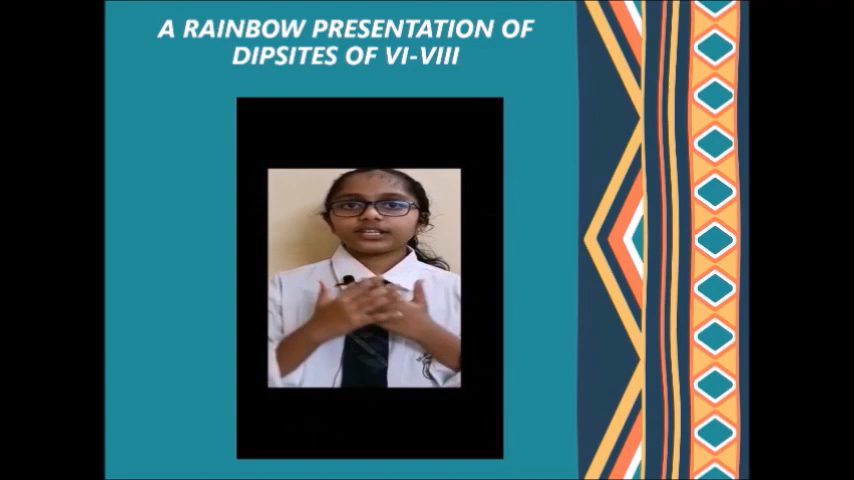 A RAINBOW PRESENTATION OF
DIPSITES OF VI-VIII